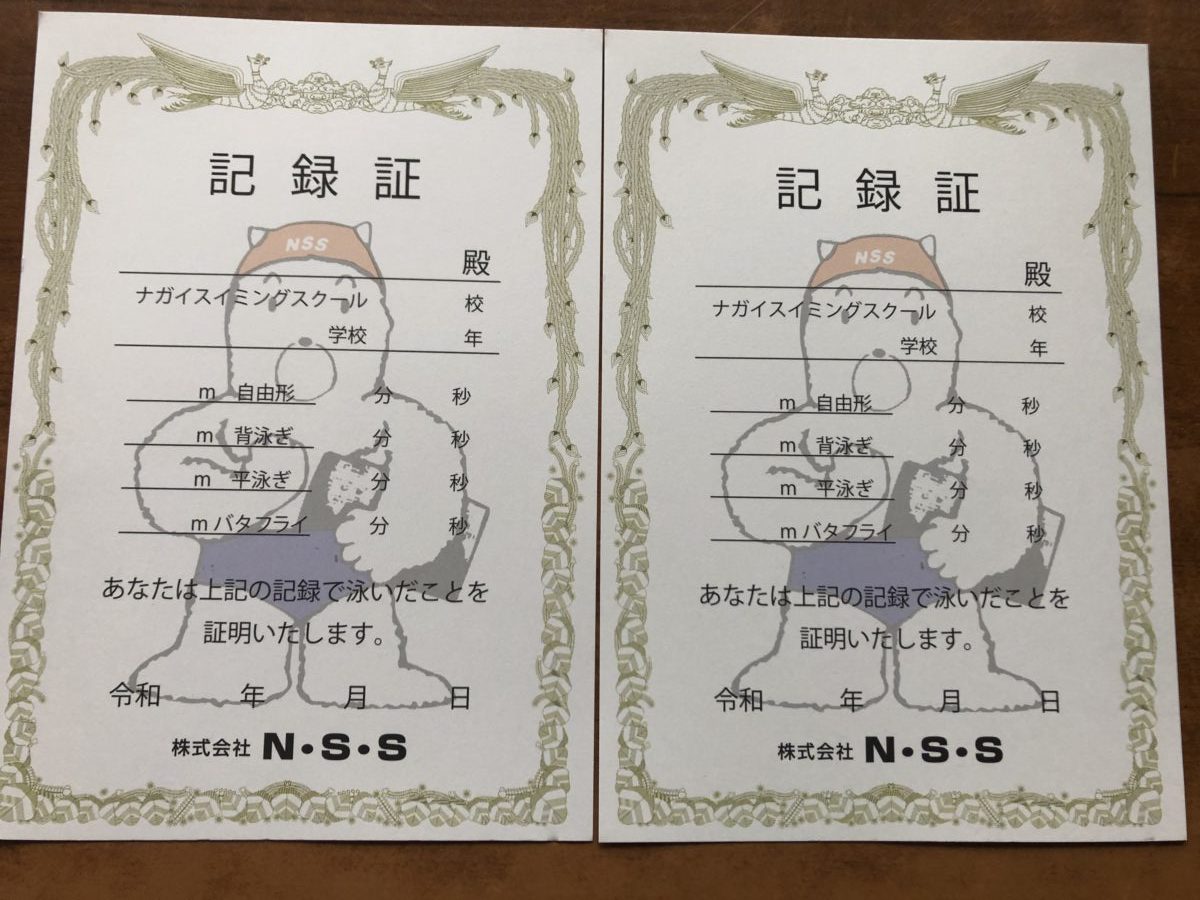 記録証
NSS
殿
ナガイスイミングスクール 校
学校 年
m 自由形 分 秒
m 背泳ぎ 分 秒
m 平泳ぎ 分 秒
m バタフライ 分 秒
あなたは上記の記録で泳いだことを
証明いたします。
令和 年 月 日
株式会社 N・S・S
記録証
NSS
殿
ナガイスイミングスクール 校
学校 年
m 自由形 分 秒
m 背泳ぎ 分 秒
m 平泳ぎ 分 秒
m バタフライ 分 秒
あなたは上記の記録で泳いだことを
証明いたします。
令和 年 月 日
株式会社 N・S・S